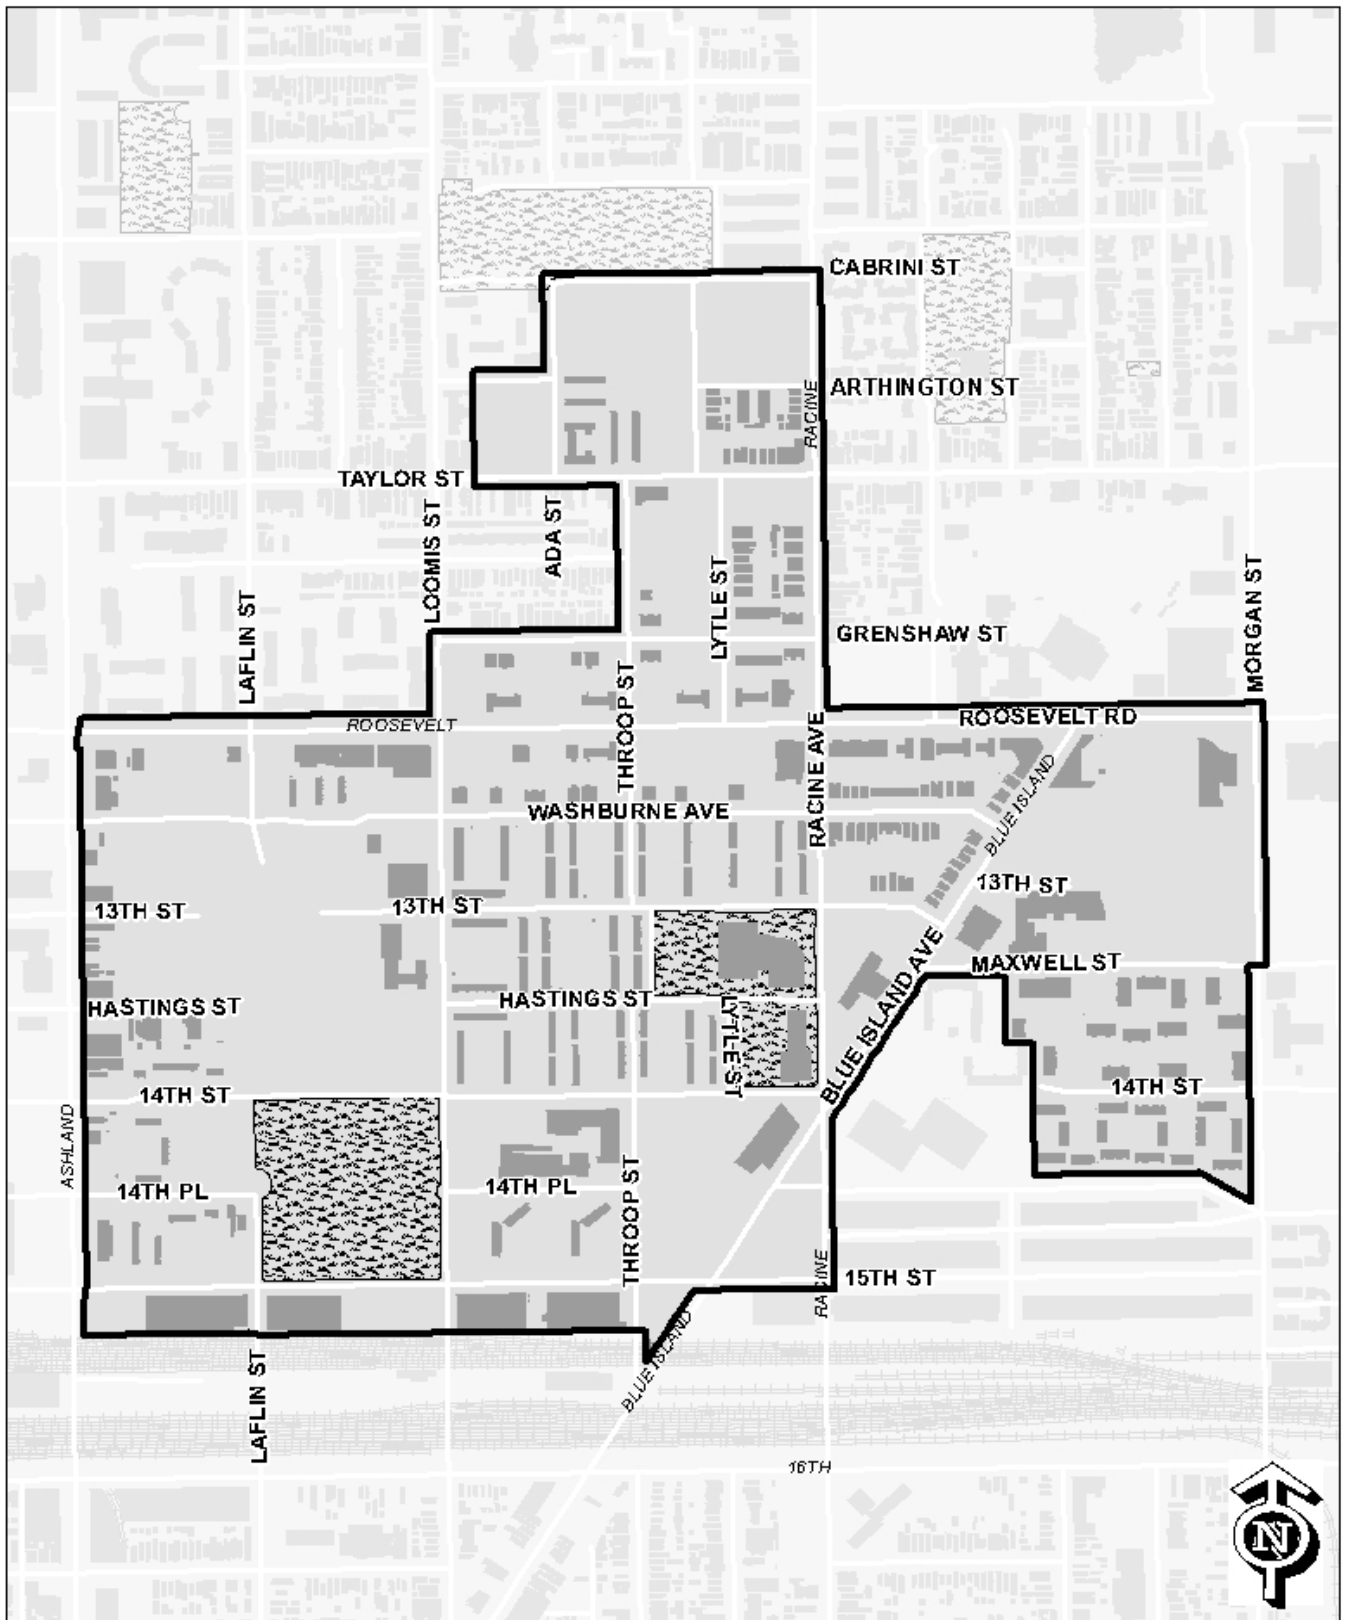 CABRINI ST
ARTHINGTON ST
RACINE
TAYLOR ST
LOOMIS ST
ADA ST
LYTLE ST
MORGAN ST
LAFLIN ST
GRENSHAW ST
THROOP ST
ROOSEVELT
ROOSEVELT RD
RACINE AVE
BLUE ISLAND
WASHBURNE AVE
13TH ST
13TH ST
13TH ST
BLUE ISLAND AVE
MAXWELL ST
HASTINGS ST
HASTINGS ST
LYTLE ST
14TH ST
14TH ST
ASHLAND
14TH PL
14TH PL
THROOP ST
RACINE
15TH ST
BLUE ISLAND
LAFLIN ST
16TH
N